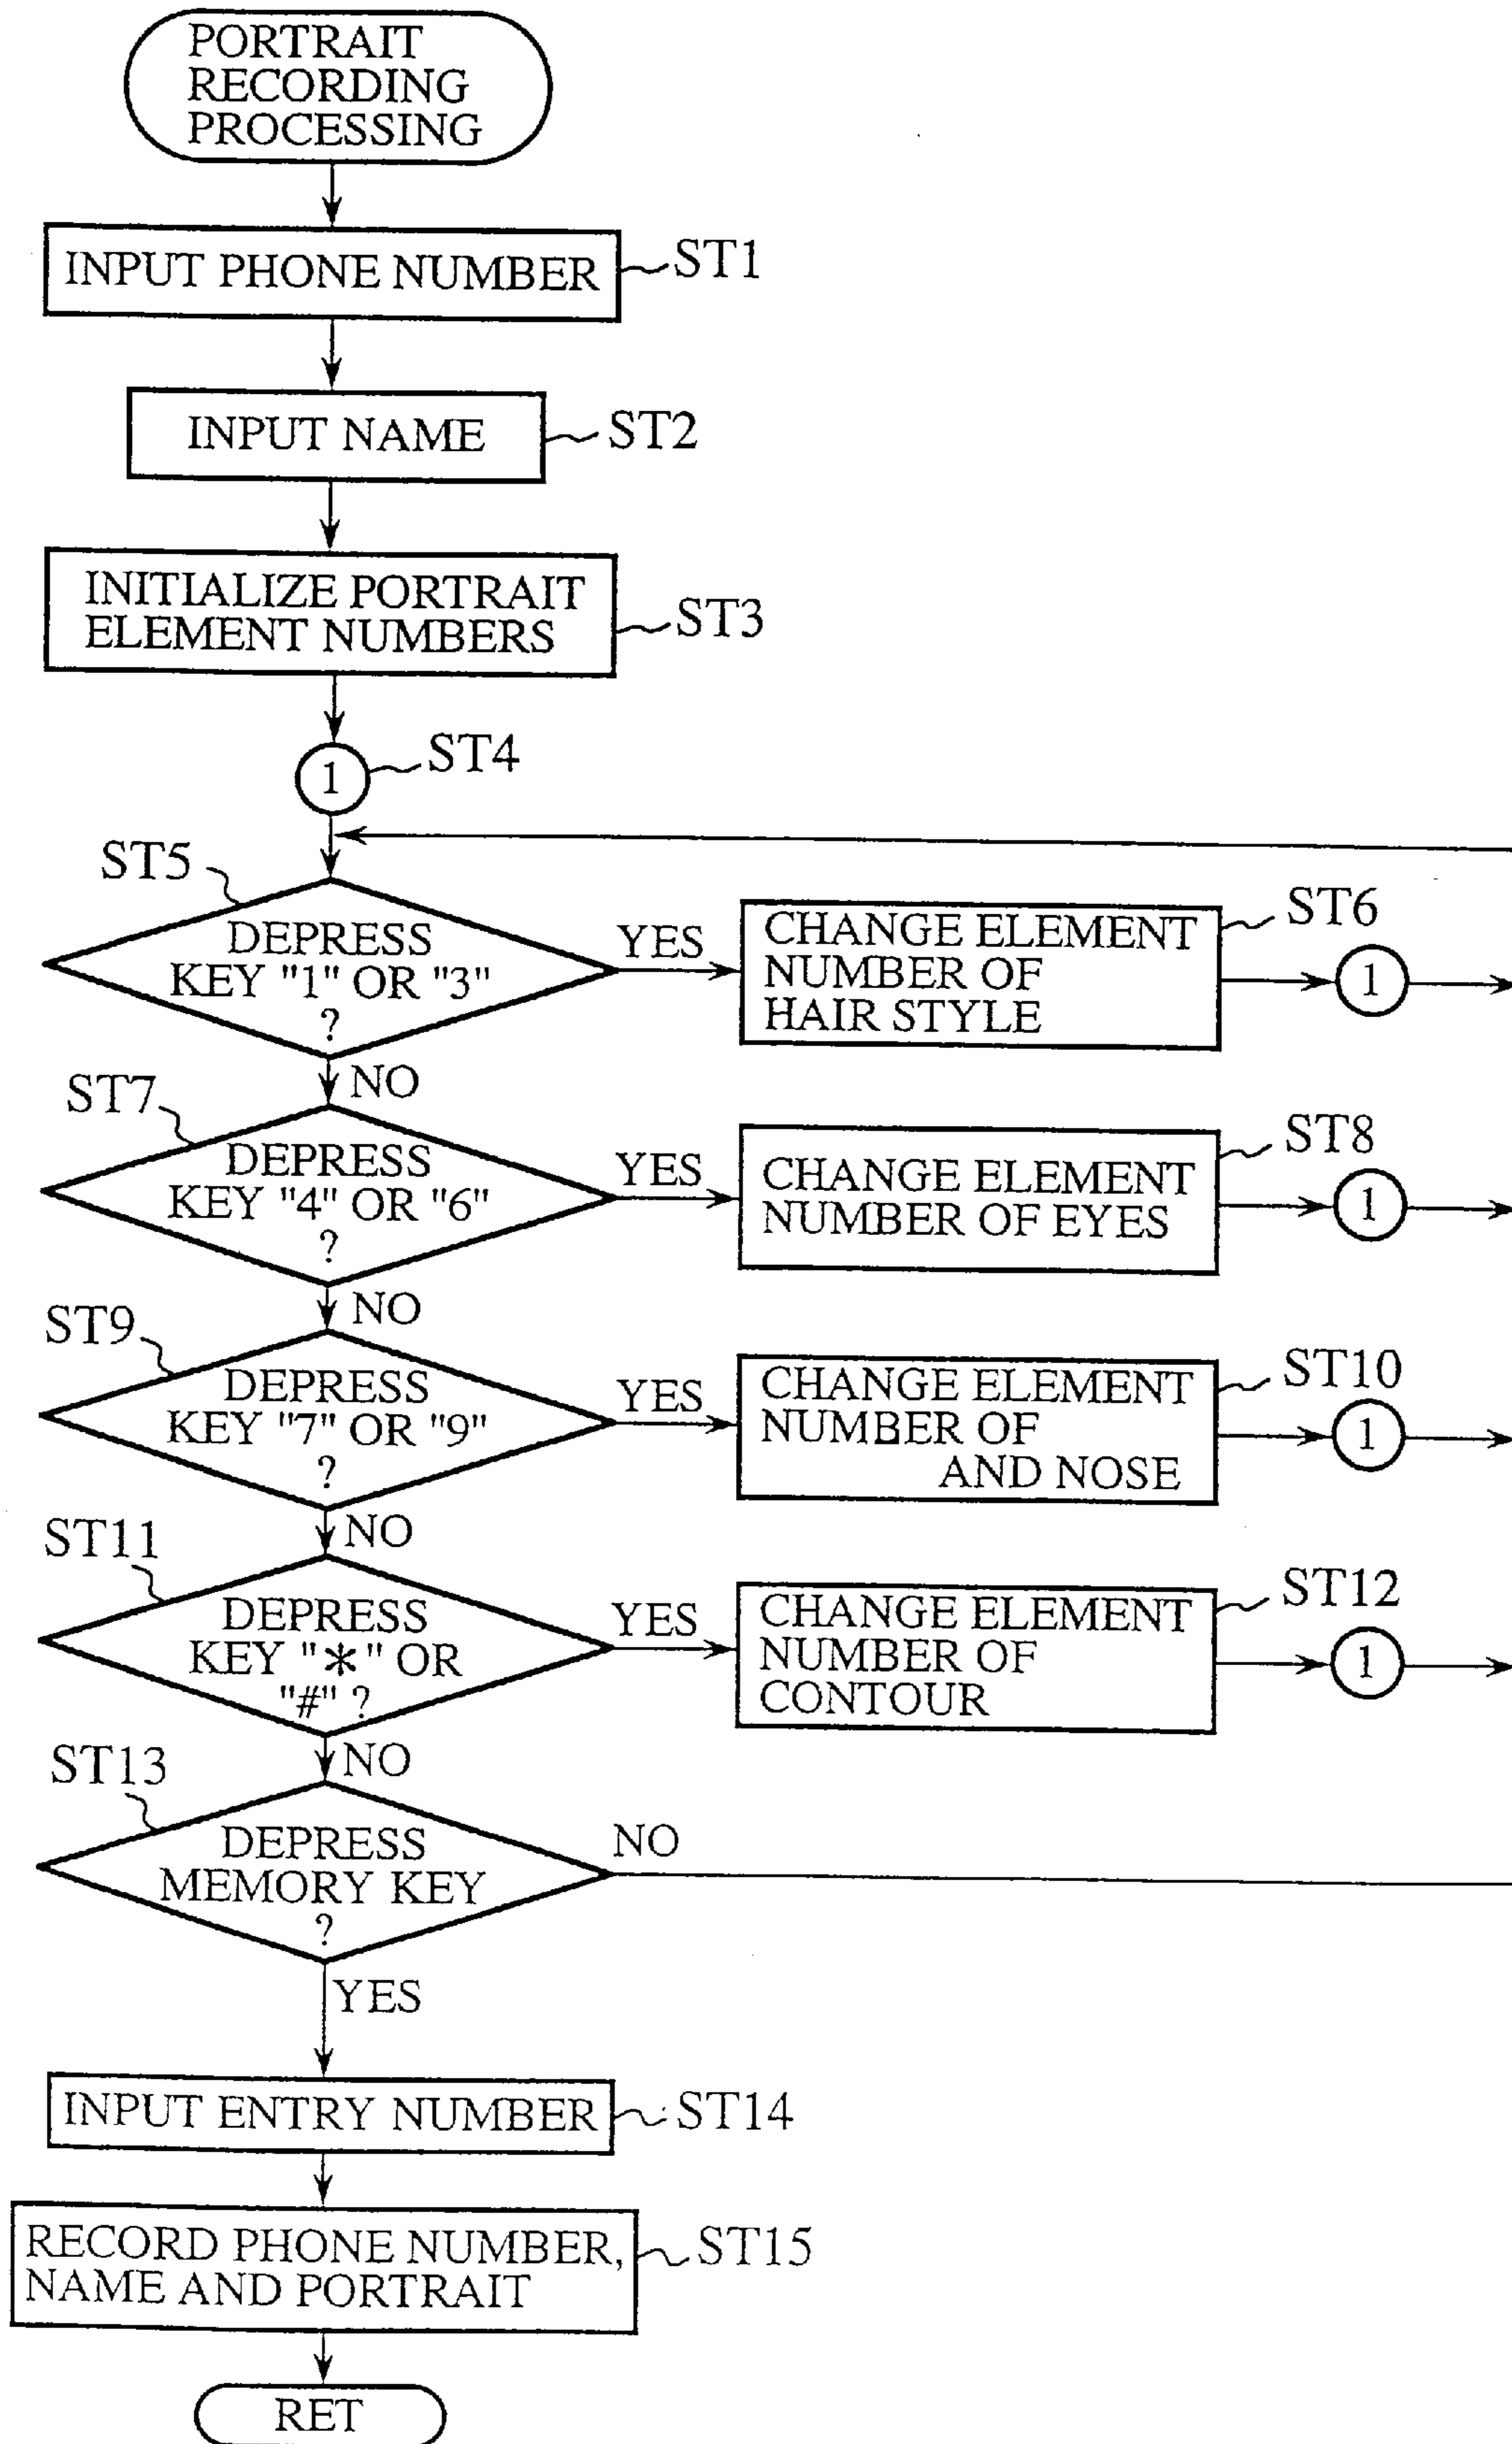 PORTRAIT
RECORDING
PROCESSING
INPUT PHONE NUMBER
ST1
INPUT NAME
ST2
INITIALIZE PORTRAIT
ELEMENT NUMBERS
ST3
1
ST4
ST5
DEPRESS
KEY "1" OR "3"
?
YES
CHANGE ELEMENT
NUMBER OF
HAIR STYLE
ST6
1
NO
ST7
DEPRESS
KEY "4" OR "6"
?
YES
CHANGE ELEMENT
NUMBER OF EYES
ST8
1
NO
ST9
DEPRESS
KEY "7" OR "9"
?
YES
CHANGE ELEMENT
NUMBER OF
AND NOSE
ST10
1
NO
ST11
DEPRESS
KEY "*" OR
"#" ?
YES
CHANGE ELEMENT
NUMBER OF
CONTOUR
ST12
1
NO
ST13
DEPRESS
MEMORY KEY
?
NO
YES
INPUT ENTRY NUMBER
ST14
RECORD PHONE NUMBER,
NAME AND PORTRAIT
ST15
RET